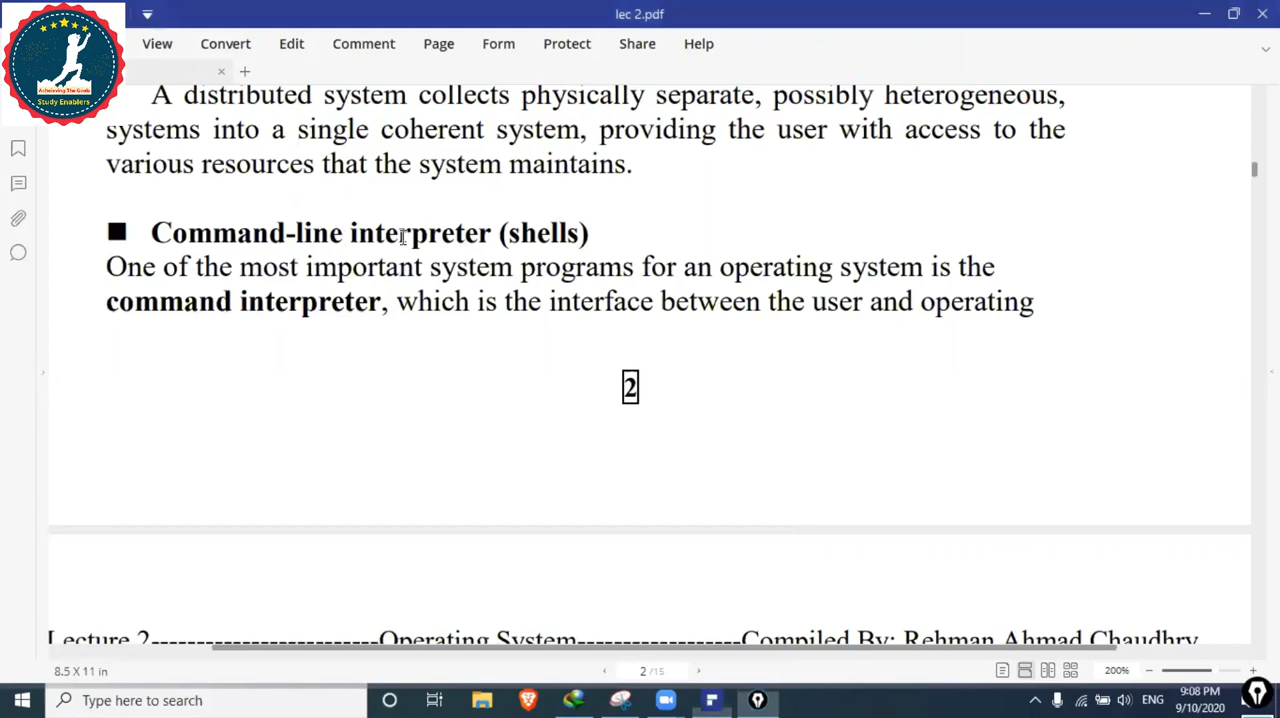 lec 2.pdf
View Convert Edit Comment Page Form Protect Share Help
Acheieving The Goals
Study Enablers
A distributed system collects physically separate, possibly heterogeneous,
systems into a single coherent system, providing the user with access to the
various resources that the system maintains.
Command-line interpreter (shells)
One of the most important system programs for an operating system is the
command interpreter, which is the interface between the user and operating
2
Lecture 2------------------------Operating System-----------------Compiled By: Rehman Ahmad Chaudhry
8.5 X 11 in
2 /15
200%
Type here to search
ENG
9:08 PM
9/10/2020